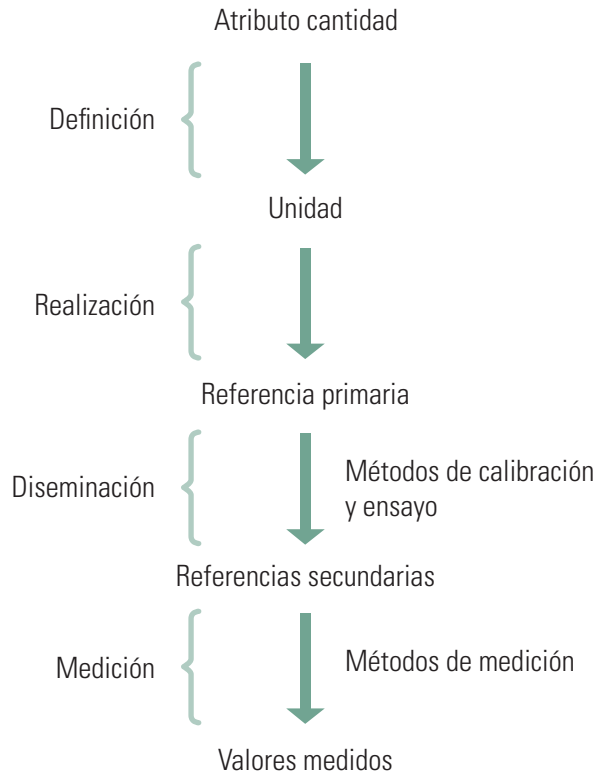 Atributo cantidad
Definición
Unidad
Realización
Referencia primaria
Diseminación
Métodos de calibración
y ensayo
Referencias secundarias
Medición
Métodos de medición
Valores medidos